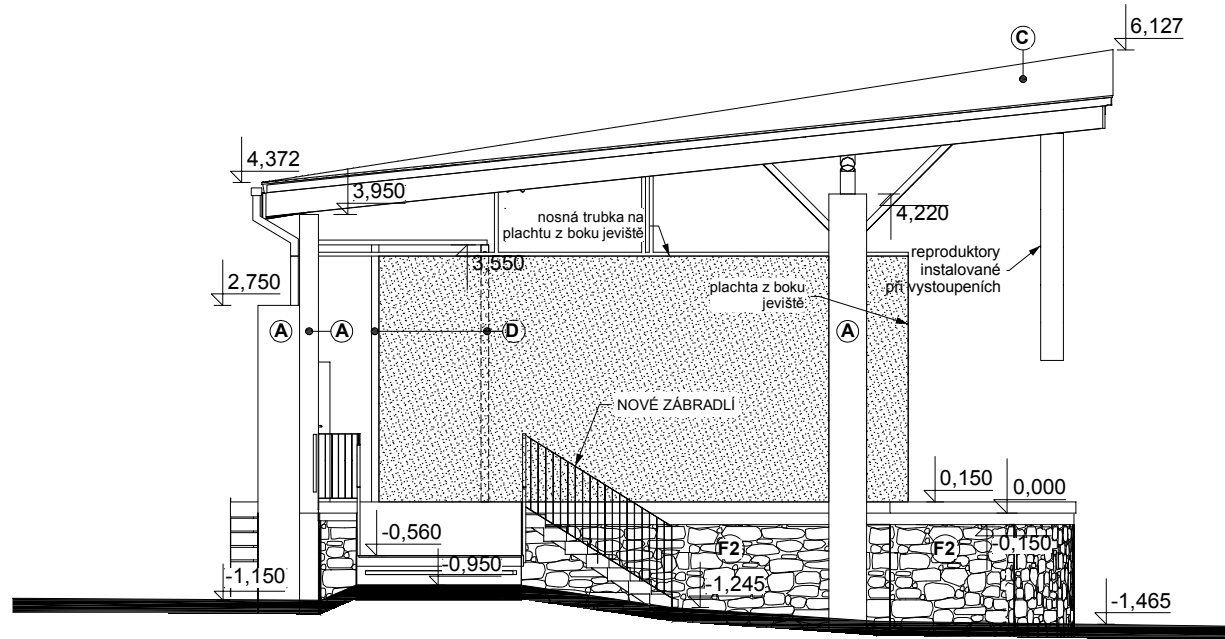 C
6,127
4,372
3,950
4,220
nosná trubka na
plachtu z boku jeviště
3,550
reproduktory
instalované
při vystoupeních
2,750
plachta z boku
jeviště
A
A
D
A
NOVÉ ZÁBRADLÍ
0,150
0,000
-0,560
F2
F2
-0,150
-0,950
-1,150
-1,245
-1,465